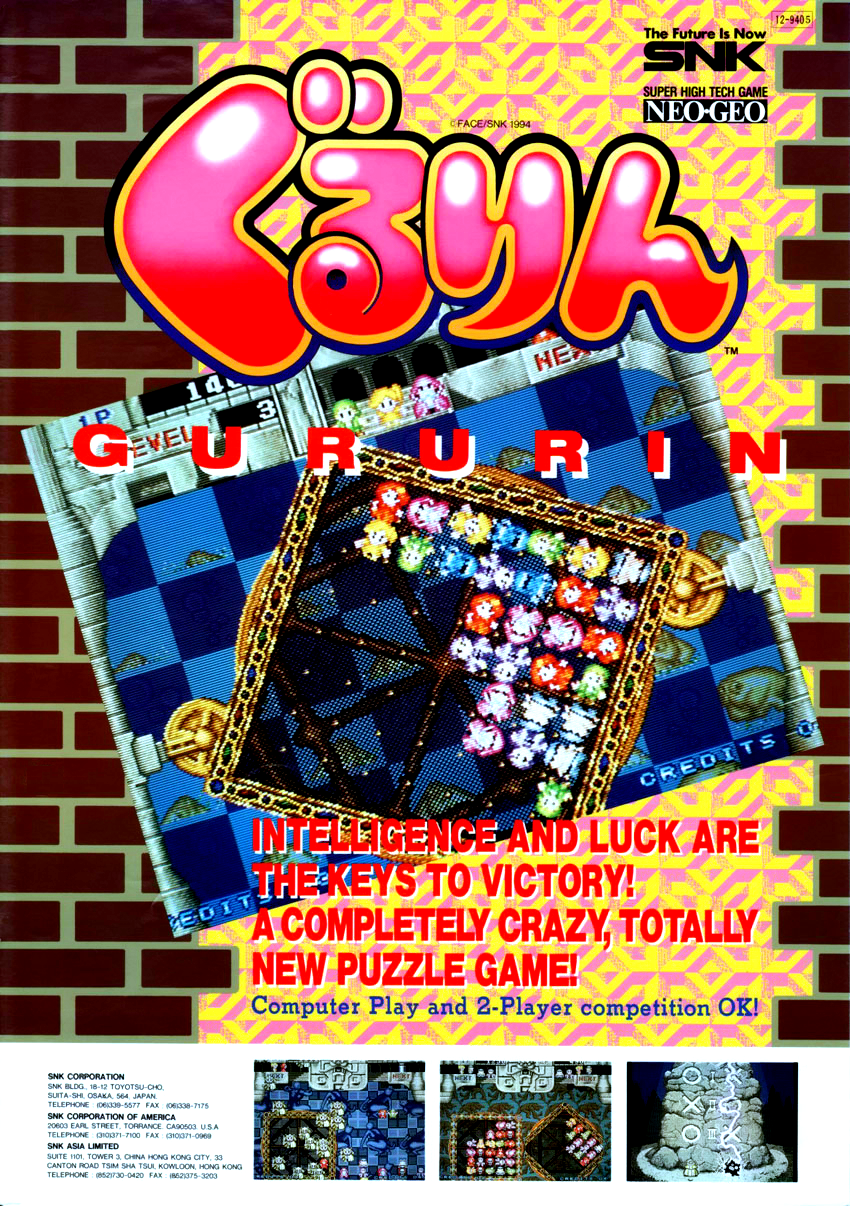 12-9405
The Future Is Now
SNK
SUPER HIGH TECH GAME
NEO·GEO
©FACE/SNK 1994
ぐるりん
TM
1P
3
LEVEL
GURURIN
CREDITS 0
INTELLIGENCE AND LUCK ARE
THE KEYS TO VICTORY!
A COMPLETELY CRAZY, TOTALLY
NEW PUZZLE GAME!
Computer Play and 2-Player competition OK!
SNK CORPORATION
SNK BLDG., 18-12 TOYOTSU-CHO,
SUITA-SHI, OSAKA, 564, JAPAN.
TELEPHONE : (06)339-5577 FAX : (06)338-7175
SNK CORPORATION OF AMERICA
20603 EARL STREET, TORRANCE. CA90503. U.S.A
TELEPHONE : (310)371-7100 FAX : (310)371-0969
SNK ASIA LIMITED
SUITE 1101, TOWER 3, CHINA HONG KONG CITY, 33
CANTON ROAD TSIM SHA TSUI, KOWLOON, HONG KONG
TELEPHONE : (852)730-0420 FAX : (852)375-3203
NEXT
NEXT
NEXT
NEXT